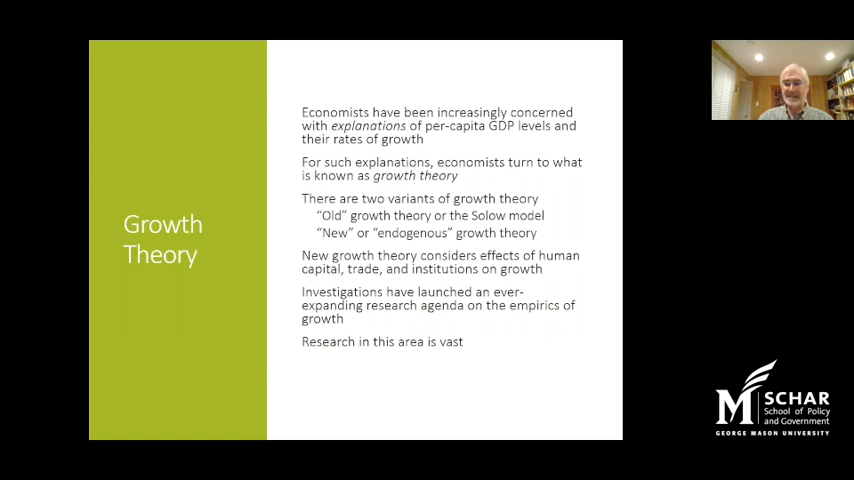 Growth
Theory
Economists have been increasingly concerned
with explanations of per-capita GDP levels and
their rates of growth
For such explanations, economists turn to what
is known as growth theory
There are two variants of growth theory
“Old” growth theory or the Solow model
“New” or “endogenous” growth theory
New growth theory considers effects of human
capital, trade, and institutions on growth
Investigations have launched an ever-
expanding research agenda on the empirics of
growth
Research in this area is vast
M SCHAR
School of Policy
and Government
GEORGE MASON UNIVERSITY